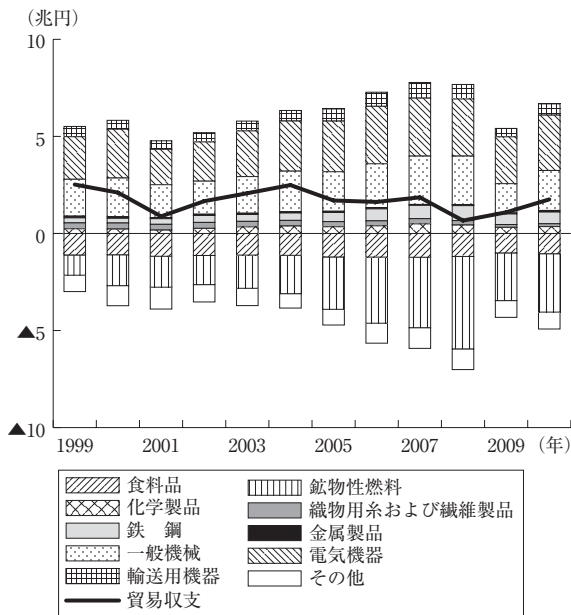 （兆円）
10
5
0
▲5
▲10
1999 2001 2003 2005 2007 2009 （年）
食料品 鉱物性燃料
化学製品 織物用糸および繊維製品
鉄　鋼 金属製品
一般機械 電気機器
輸送用機器 その他
貿易収支